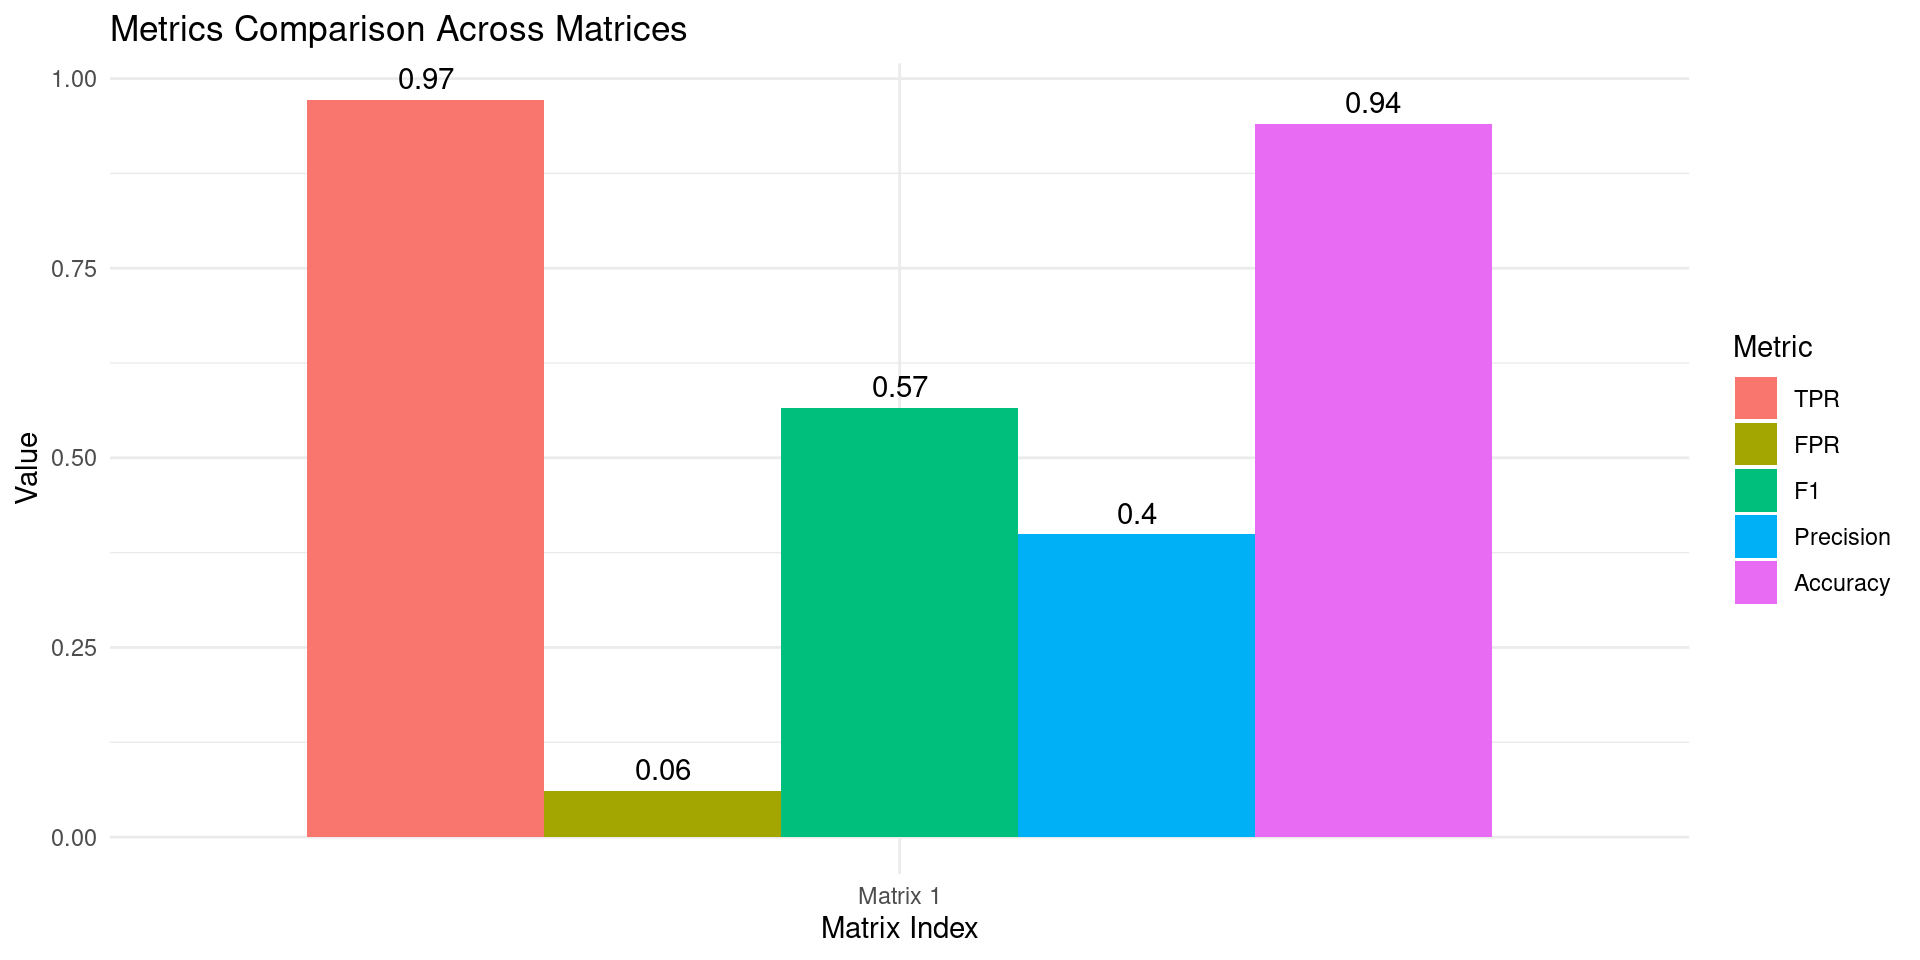 Metrics Comparison Across Matrices
Value
1.00
0.75
0.50
0.25
0.00
0.97
0.06
0.57
0.4
0.94
Matrix 1
Matrix Index
Metric
TPR
FPR
F1
Precision
Accuracy